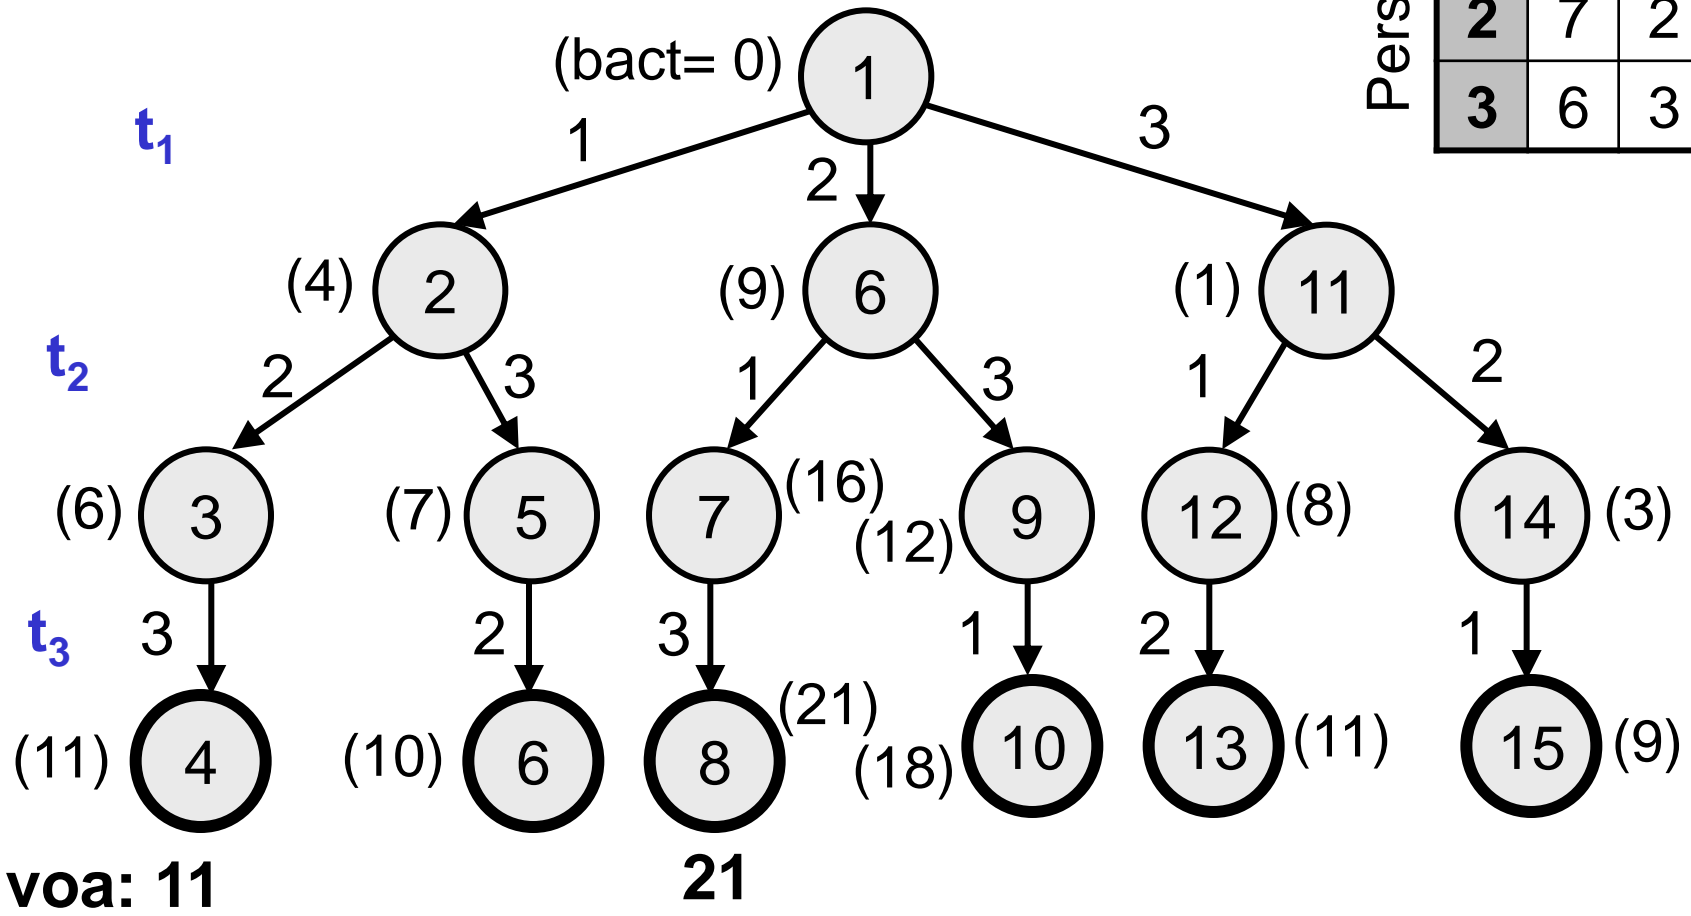 Pers
2 7 2
3 6 3
(bact= 0) 1
t1
1 2 3
(4) 2 (9) 6 (1) 11
t2
2 3 1 3 1 2
(6) 3 (7) 5 7 (16) (12) 9 12 (8) 14 (3)
t3
3 2 3 1 2 1
(11) 4 (10) 6 8 (21) (18) 10 13 (11) 15 (9)
voa: 11 21